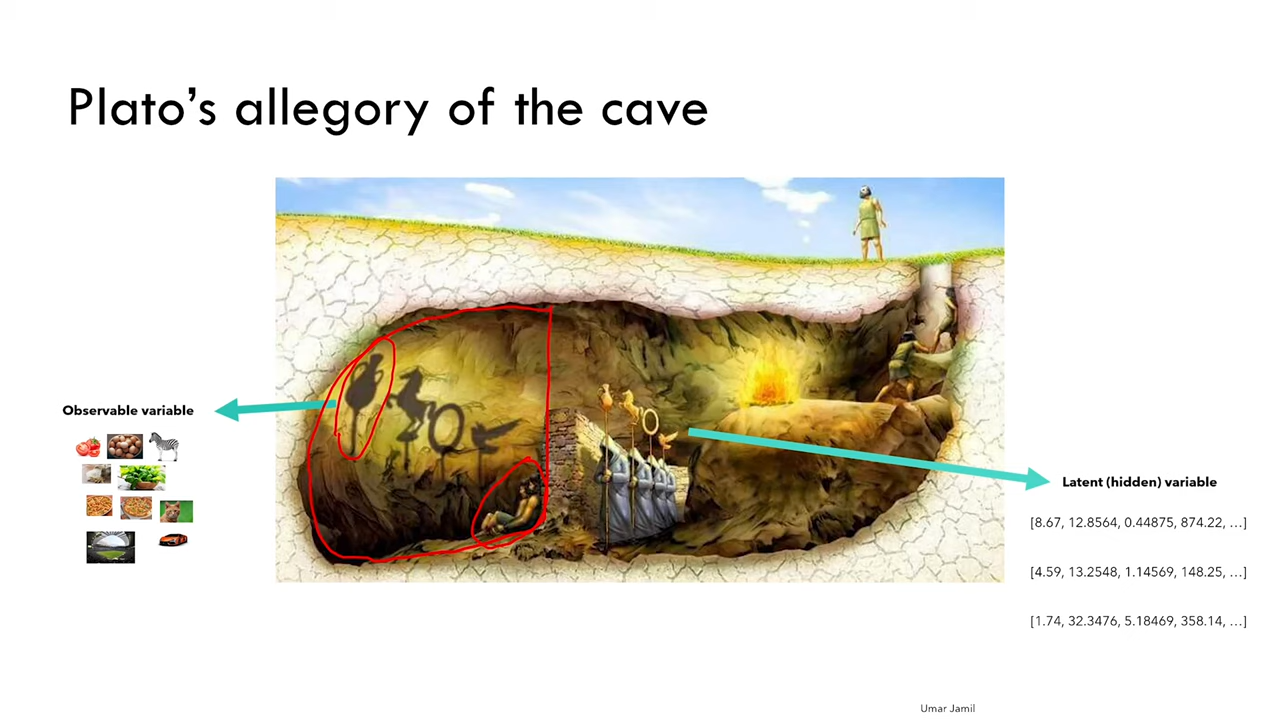 Plato's allegory of the cave
Observable variable
Latent (hidden) variable
[8.67, 12.8564, 0.44875, 874.22, …]
[4.59, 13.2548, 1.14569, 148.25, …]
[1.74, 32.3476, 5.18469, 358.14, …]
Umar Jamil